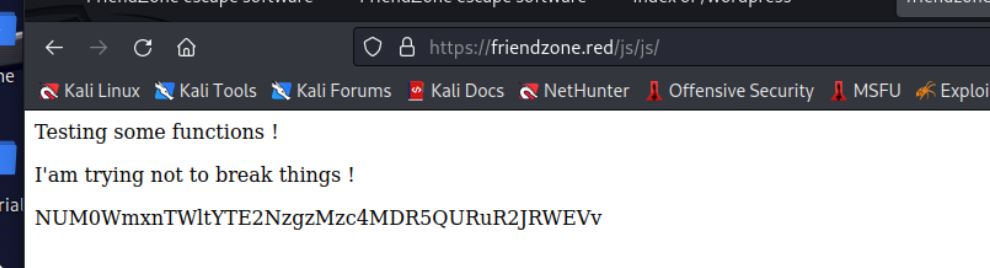 FriendZone escape software
FriendZone escape software
Index of /wordpress
friendzone
https://friendzone.red/js/js/
Kali Linux Kali Tools Kali Forums Kali Docs NetHunter Offensive Security MSFU Exploi
Testing some functions !
I'am trying not to break things !
NUM0WmxnTWltYTE2NzgzMzc4MDR5QURuR2JRWEVv